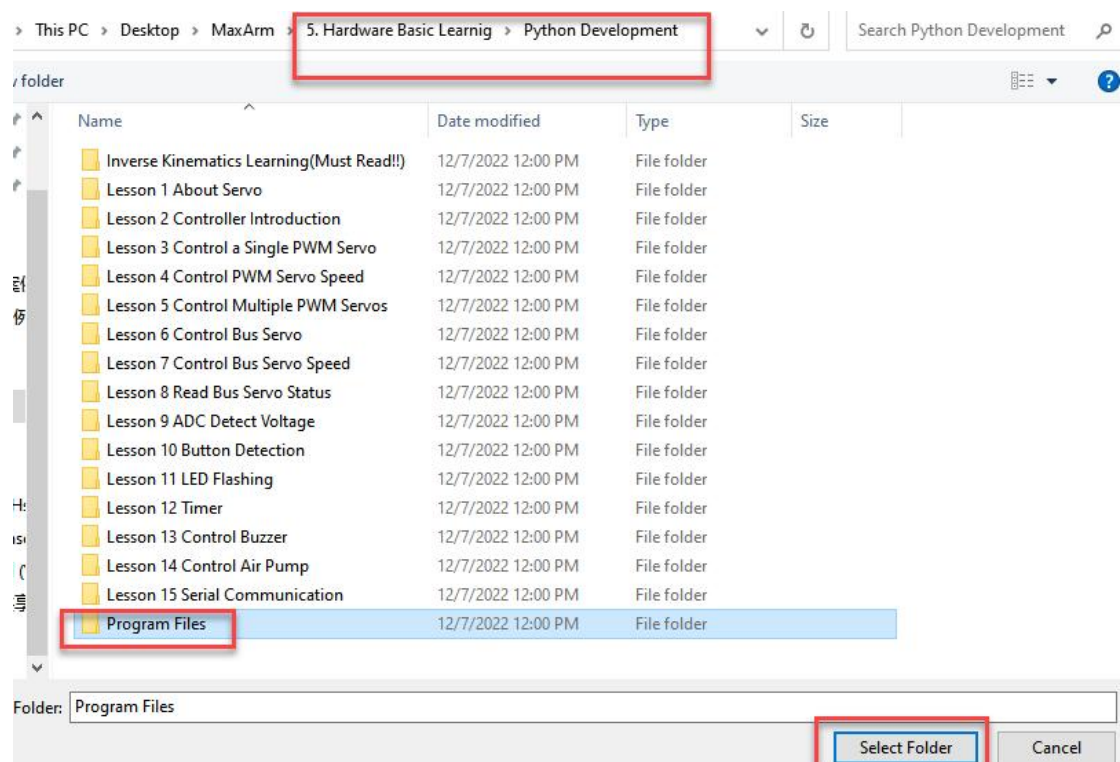 This PC > Desktop > MaxArm > 5. Hardware Basic Learnig > Python Development Search Python Development
folder
Name Date modified Type Size
Inverse Kinematics Learning(Must Read!!) 12/7/2022 12:00 PM File folder
Lesson 1 About Servo 12/7/2022 12:00 PM File folder
Lesson 2 Controller Introduction 12/7/2022 12:00 PM File folder
Lesson 3 Control a Single PWM Servo 12/7/2022 12:00 PM File folder
Lesson 4 Control PWM Servo Speed 12/7/2022 12:00 PM File folder
Lesson 5 Control Multiple PWM Servos 12/7/2022 12:00 PM File folder
Lesson 6 Control Bus Servo 12/7/2022 12:00 PM File folder
Lesson 7 Control Bus Servo Speed 12/7/2022 12:00 PM File folder
Lesson 8 Read Bus Servo Status 12/7/2022 12:00 PM File folder
Lesson 9 ADC Detect Voltage 12/7/2022 12:00 PM File folder
Lesson 10 Button Detection 12/7/2022 12:00 PM File folder
Lesson 11 LED Flashing 12/7/2022 12:00 PM File folder
Lesson 12 Timer 12/7/2022 12:00 PM File folder
Lesson 13 Control Buzzer 12/7/2022 12:00 PM File folder
Lesson 14 Control Air Pump 12/7/2022 12:00 PM File folder
Lesson 15 Serial Communication 12/7/2022 12:00 PM File folder
Program Files 12/7/2022 12:00 PM File folder
Folder: Program Files
Select Folder Cancel